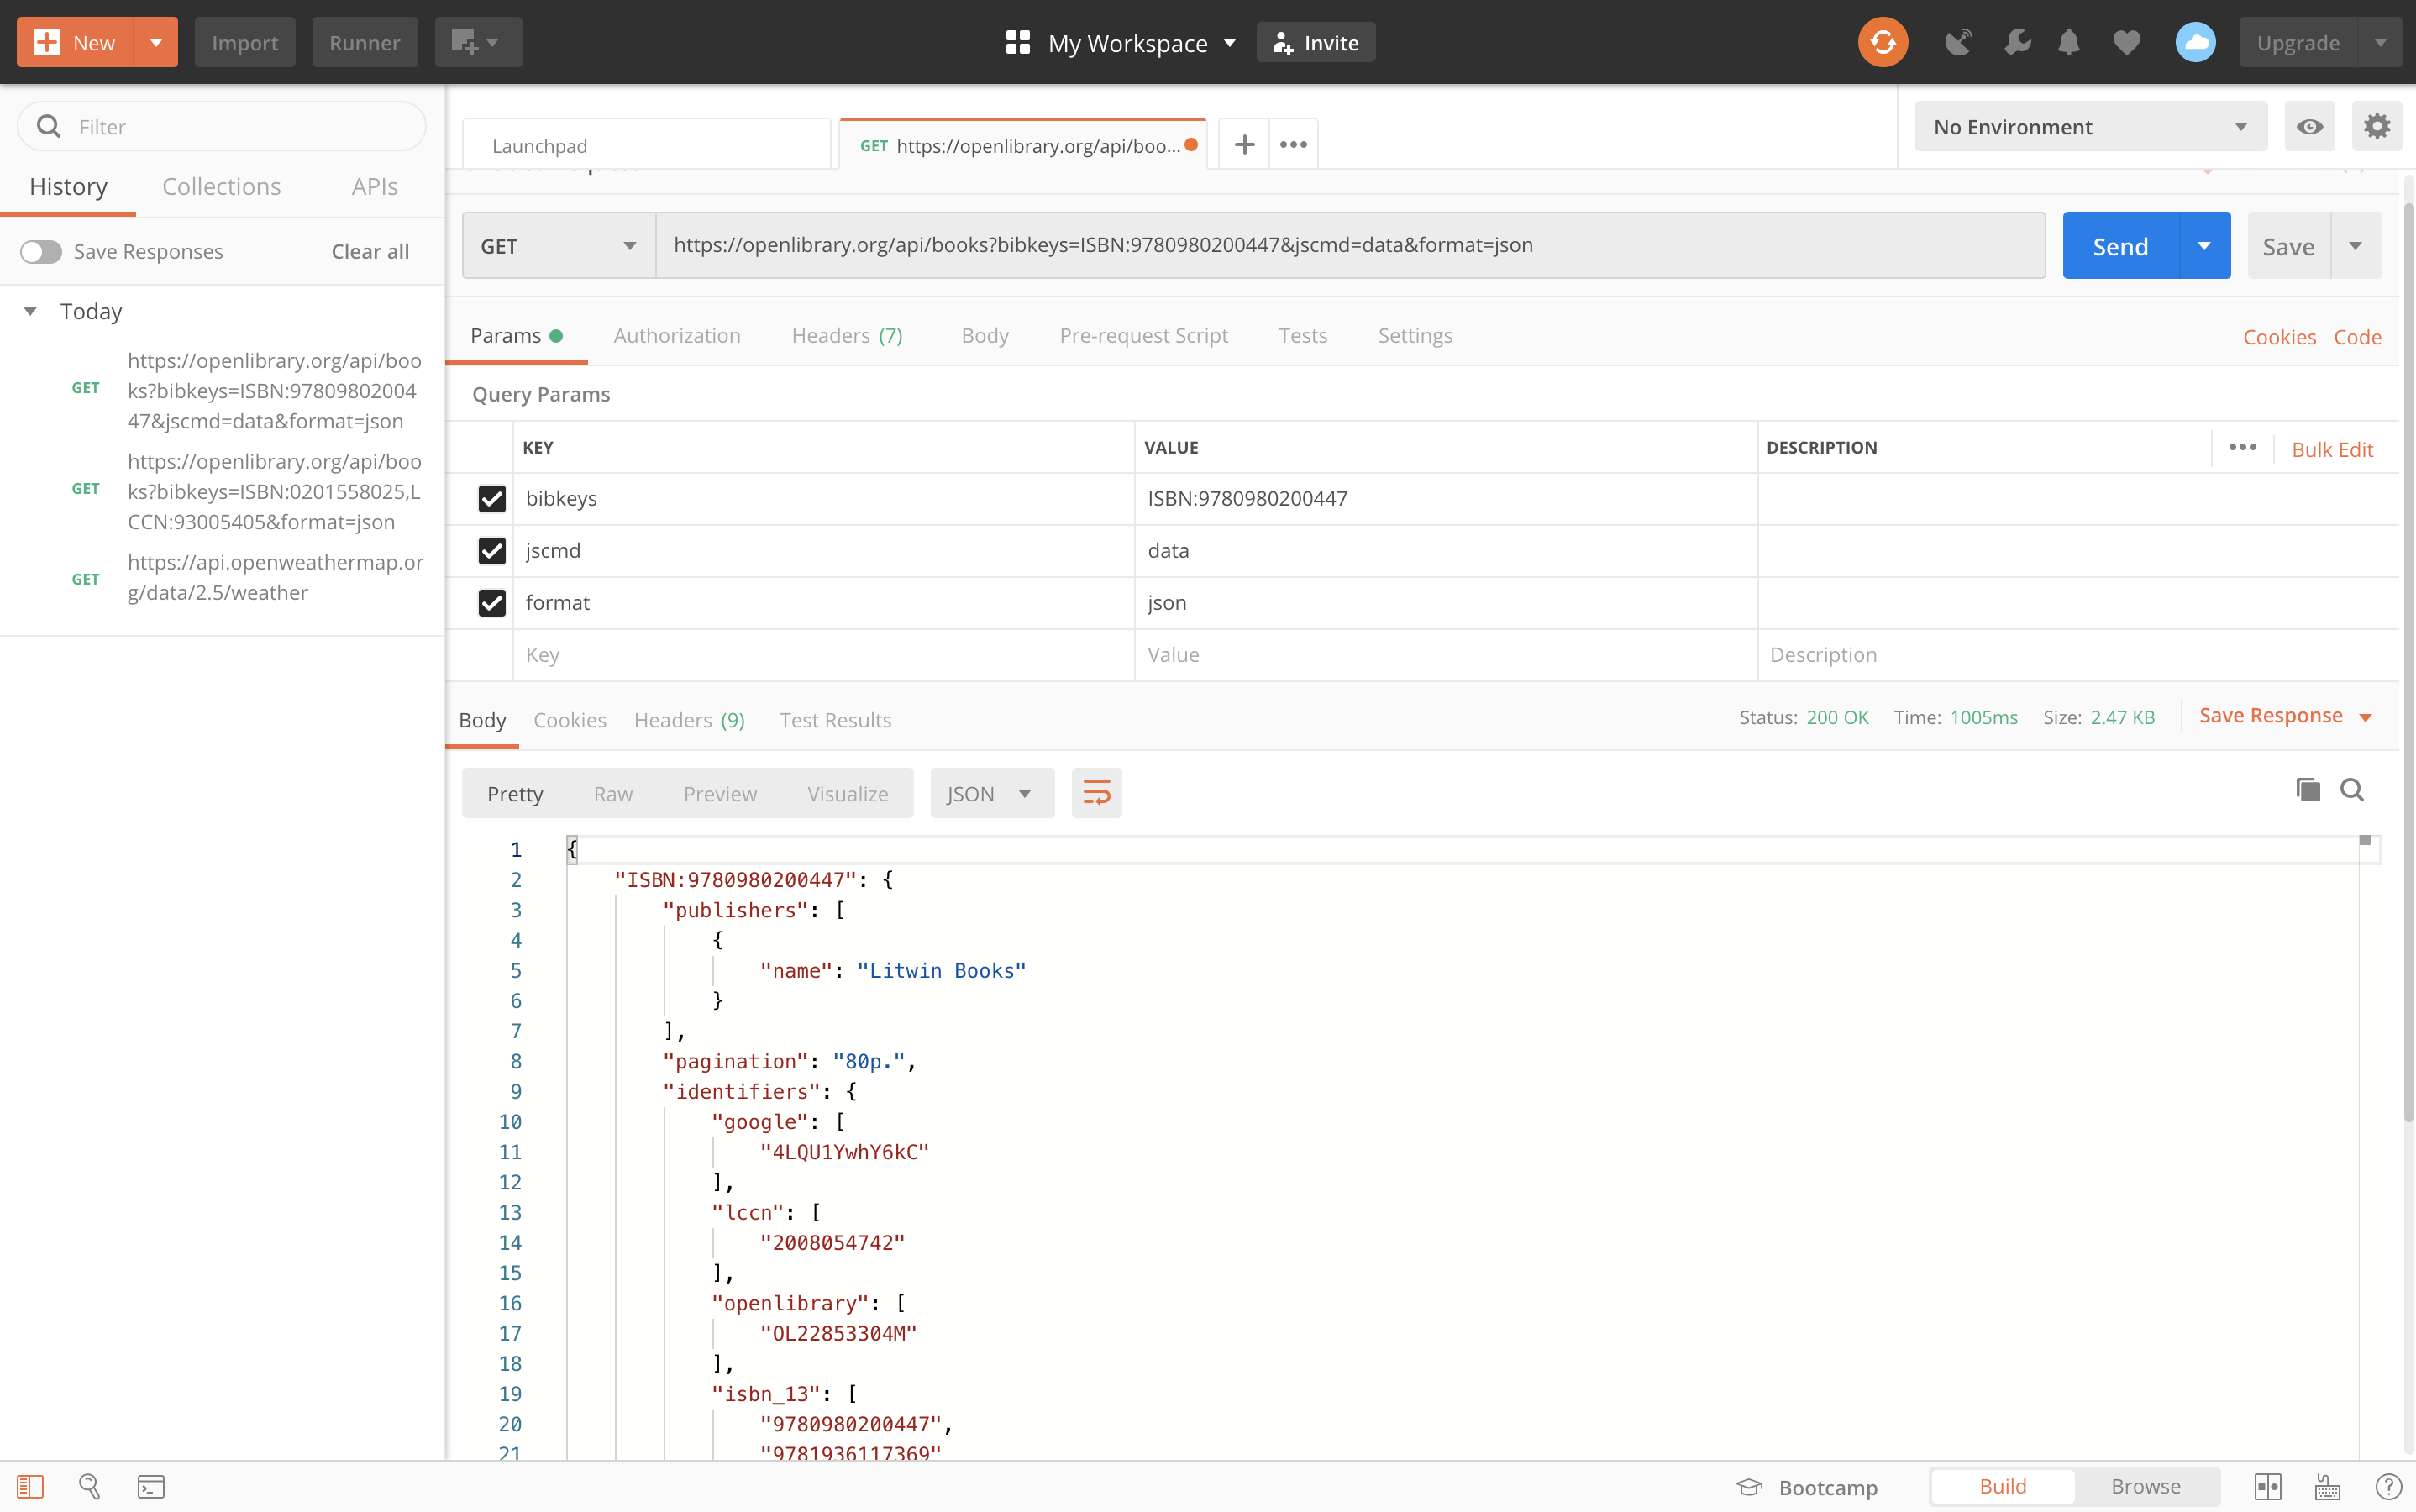 New
Import
Runner
My Workspace
Invite
Upgrade
Filter
History
Collections
APIs
Save Responses
Clear all
Today
GET
https://openlibrary.org/api/boo
ks?bibkeys=ISBN:97809802004
47&jscmd=data&format=json
GET
https://openlibrary.org/api/boo
ks?bibkeys=ISBN:0201558025,L
CCN:93005405&format=json
GET
https://api.openweathermap.or
g/data/2.5/weather
Launchpad
GET https://openlibrary.org/api/boo...
No Environment
GET
https://openlibrary.org/api/books?bibkeys=ISBN:9780980200447&jscmd=data&format=json
Send
Save
Params
Authorization
Headers (7)
Body
Pre-request Script
Tests
Settings
Cookies
Code
Query Params
KEY VALUE DESCRIPTION
Bulk Edit
bibkeys ISBN:9780980200447
jscmd data
format json
Key Value Description
Body
Cookies
Headers (9)
Test Results
Status: 200 OK
Time: 1005ms
Size: 2.47 KB
Save Response
Pretty
Raw
Preview
Visualize
JSON
1 {
2 "ISBN:9780980200447": {
3 "publishers": [
4 {
5 "name": "Litwin Books"
6 }
7 ],
8 "pagination": "80p.",
9 "identifiers": {
10 "google": [
11 "4LQU1YwhY6kC"
12 ],
13 "lccn": [
14 "2008054742"
15 ],
16 "openlibrary": [
17 "OL22853304M"
18 ],
19 "isbn_13": [
20 "9780980200447",
21 "9781936117369"
Bootcamp
Build
Browse